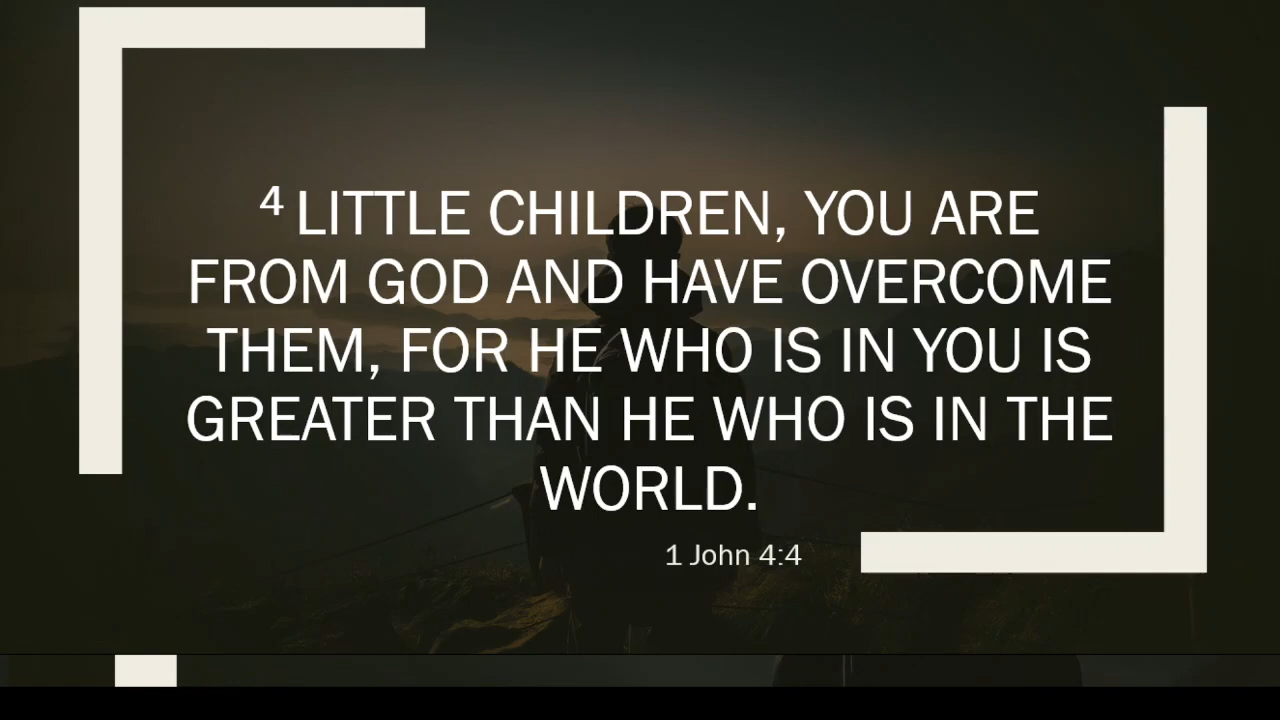 ⁴ LITTLE CHILDREN, YOU ARE
FROM GOD AND HAVE OVERCOME
THEM, FOR HE WHO IS IN YOU IS
GREATER THAN HE WHO IS IN THE
WORLD.
1 John 4:4